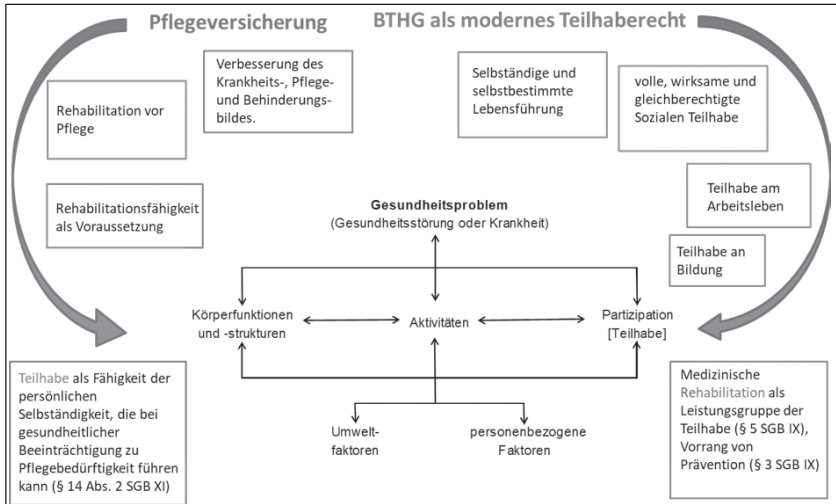 Pflegeversicherung
BTHG als modernes Teilhaberecht
Rehabilitation vor
Pflege
Verbesserung des
Krankheits-, Pflege-
und Behinderungs-
bildes.
Rehabilitationsfähigkeit
als Voraussetzung
Selbständige und
selbstbestimmte
Lebensführung
volle, wirksame und
gleichberechtigte
Sozialen Teilhabe
Teilhabe am
Arbeitsleben
Teilhabe an
Bildung
Gesundheitsproblem
(Gesundheitsstörung oder Krankheit)
Körperfunktionen
und -strukturen
Aktivitäten
Partizipation
[Teilhabe]
Umwelt-
faktoren
personenbezogene
Faktoren
Teilhabe als Fähigkeit der
persönlichen
Selbständigkeit, die bei
gesundheitlicher
Beeinträchtigung zu
Pflegebedürftigkeit führen
kann (§ 14 Abs. 2 SGB XI)
Medizinische
Rehabilitation als
Leistungsgruppe der
Teilhabe (§ 5 SGB IX),
Vorrang von
Prävention (§ 3 SGB IX)